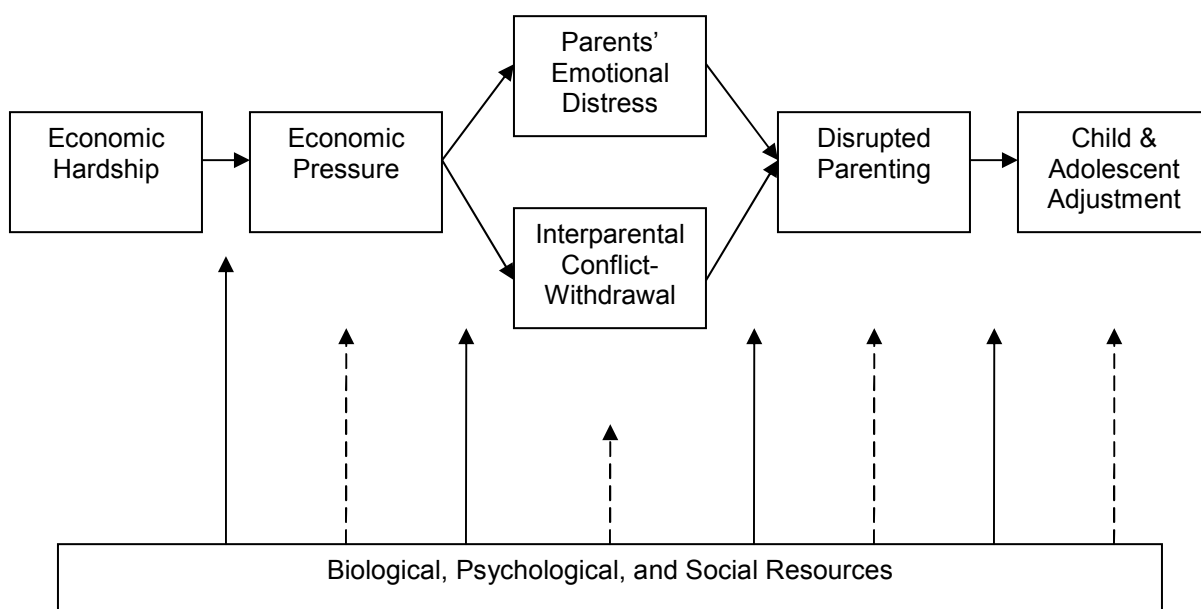 Economic
Hardship
Economic
Pressure
Parents’
Emotional
Distress
Interparental
Conflict-
Withdrawal
Disrupted
Parenting
Child &
Adolescent
Adjustment
Biological, Psychological, and Social Resources